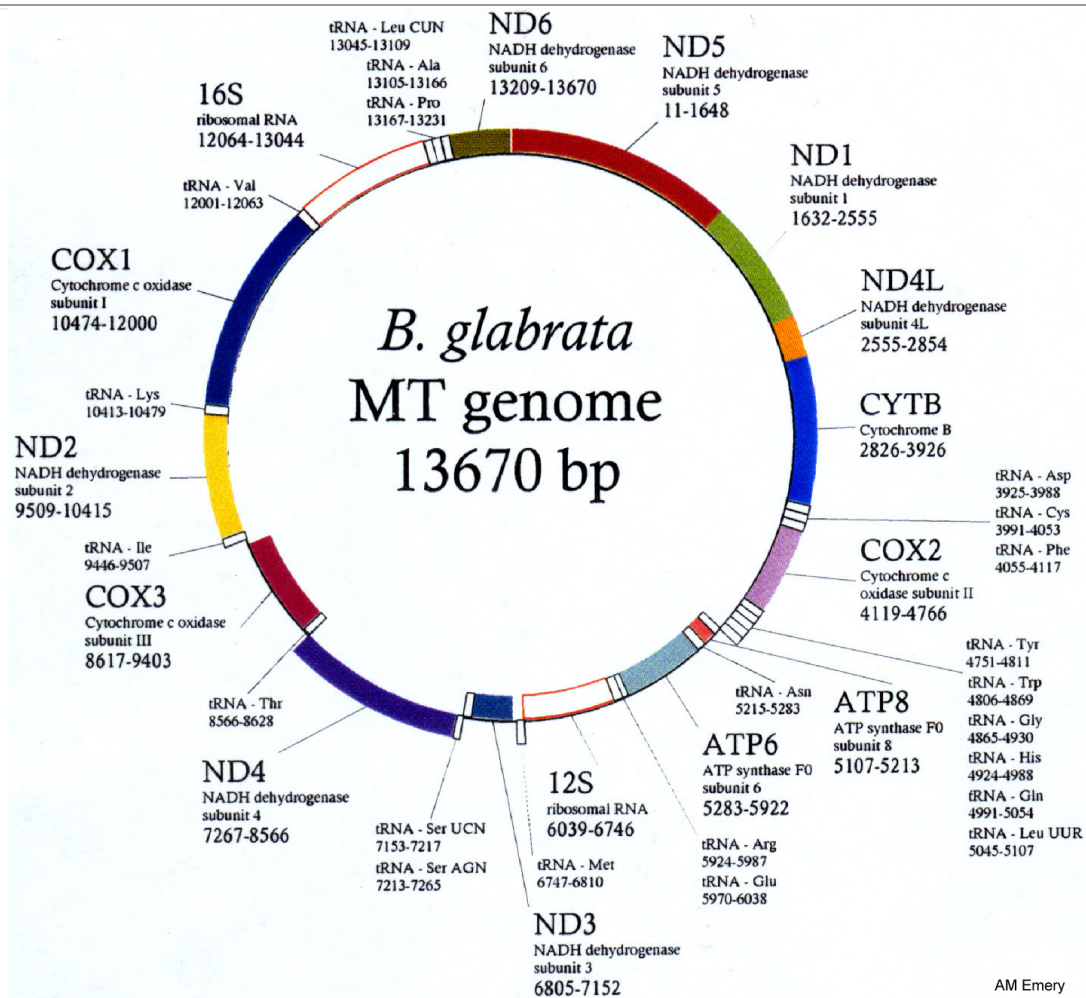 tRNA - Leu CUN
13045-13109
tRNA - Ala
13105-13166
tRNA - Pro
13167-13231
ND6
NADH dehydrogenase
subunit 6
13209-13670
ND5
NADH dehydrogenase
subunit 5
11-1648
16S
ribosomal RNA
12064-13044
ND1
NADH dehydrogenase
subunit 1
1632-2555
tRNA - Val
12001-12063
COX1
Cytochrome c oxidase
subunit I
10474-12000
ND4L
NADH dehydrogenase
subunit 4L
2555-2854
B. glabrata
MT genome
13670 bp
tRNA - Lys
10413-10479
CYTB
Cytochrome B
2826-3926
ND2
NADH dehydrogenase
subunit 2
9509-10415
tRNA - Asp
3925-3988
tRNA - Cys
3991-4053
tRNA - Phe
4055-4117
tRNA - Ile
9446-9507
COX2
Cytochrome c
oxidase subunit II
4119-4766
COX3
Cytochrome c oxidase
subunit III
8617-9403
tRNA - Tyr
4751-4811
tRNA - Trp
4806-4869
tRNA - Gly
4865-4930
tRNA - His
4924-4988
tRNA - Gln
4991-5054
tRNA - Leu UUR
5045-5107
tRNA - Thr
8566-8628
tRNA - Asn
5215-5283
ATP8
ATP synthase F0
subunit 8
5107-5213
ND4
NADH dehydrogenase
subunit 4
7267-8566
ATP6
ATP synthase F0
subunit 6
5283-5922
12S
ribosomal RNA
6039-6746
tRNA - Ser UCN
7153-7217
tRNA - Ser AGN
7213-7265
tRNA - Met
6747-6810
tRNA - Arg
5924-5987
tRNA - Glu
5970-6038
ND3
NADH dehydrogenase
subunit 3
6805-7152
AM Emery